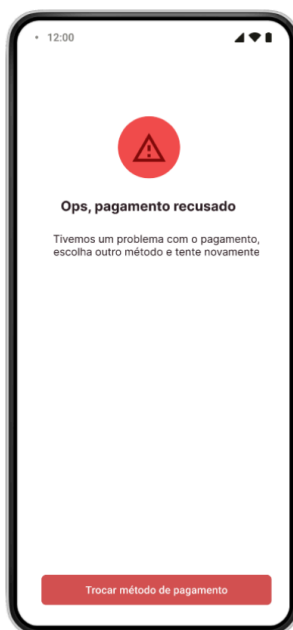 12:00
Ops, pagamento recusado
Tivemos um problema com o pagamento,
escolha outro método e tente novamente
Trocar método de pagamento